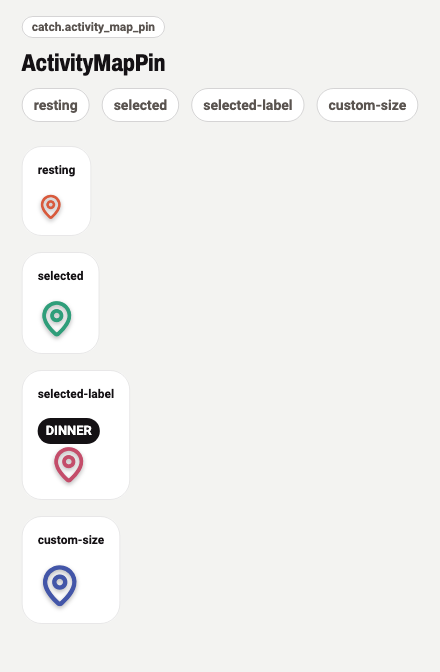 catch.activity_map_pin
ActivityMapPin
resting selected selected-label custom-size
resting
selected
selected-label
DINNER
custom-size